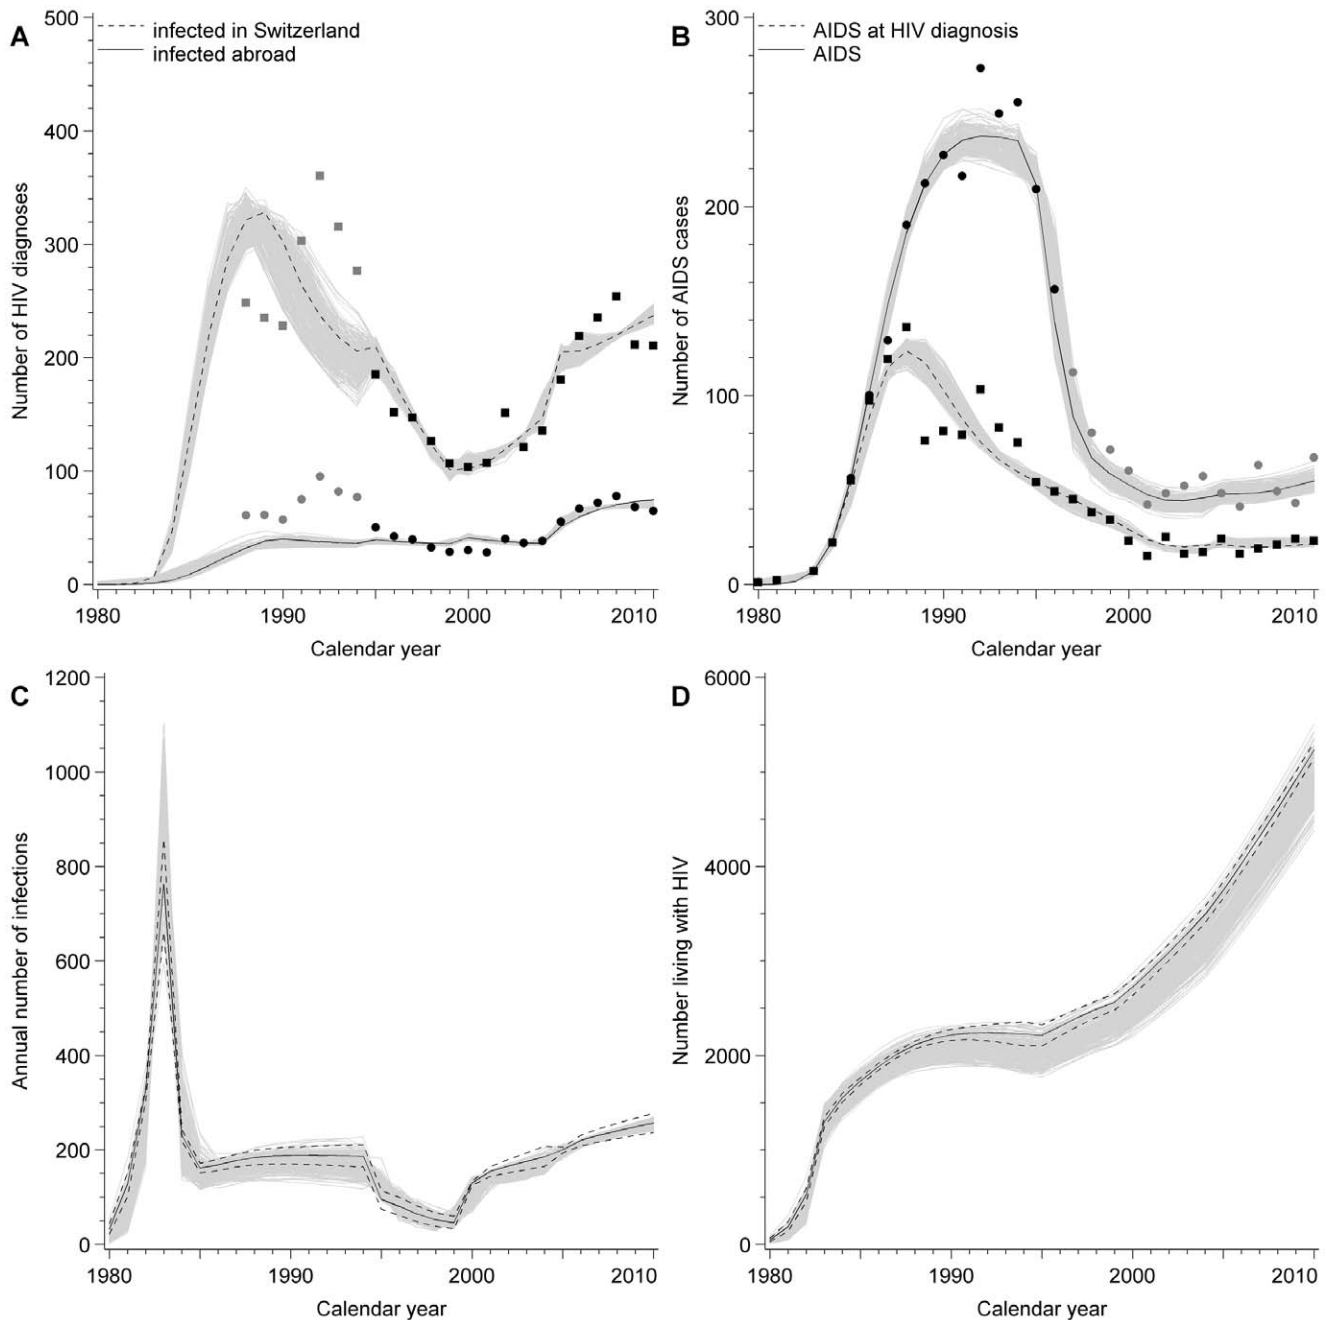 A
infected in Switzerland
infected abroad
Number of HIV diagnoses
500
400
300
200
100
0
1980
1990
2000
2010
Calendar year
B
AIDS at HIV diagnosis
AIDS
Number of AIDS cases
300
200
100
0
1980
1990
2000
2010
Calendar year
C
Annual number of infections
1200
1000
800
600
400
200
0
1980
1990
2000
2010
Calendar year
D
Number living with HIV
6000
4000
2000
0
1980
1990
2000
2010
Calendar year